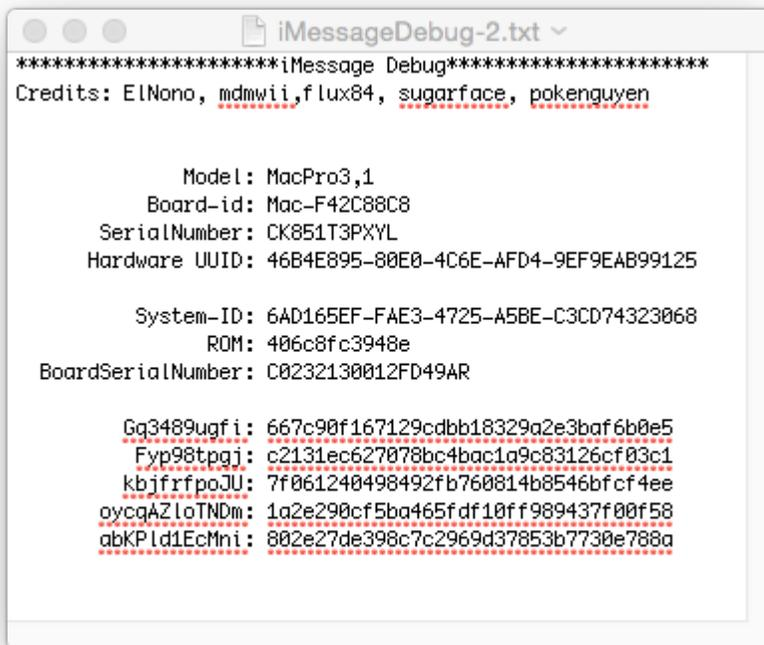 iMessageDebug-2.txt
**********************iMessage Debug**********************
Credits: ElNono, mdmwii,flux84, sugarface, pokenguyen
Model: MacPro3,1
Board-id: Mac-F42C88C8
SerialNumber: CK851T3PXYL
Hardware UUID: 46B4E895-80E0-4C6E-AFD4-9EF9EAB99125
System-ID: 6AD165EF-FAE3-4725-A5BE-C3CD74323068
ROM: 406c8fc3948e
BoardSerialNumber: C0232130012FD49AR
Gq3489ugfi: 667c90f167129cdbb18329a2e3baf6b0e5
Fyp98tpgj: c2131ec627078bc4bac1a9c83126cf03c1
kbjfrfpoJU: 7f061240498492fb760814b8546bfcf4ee
oycqAZloTNDm: 1a2e290cf5ba465fdf10ff989437f00f58
abKPld1EcMni: 802e27de398c7c2969d37853b7730e788a